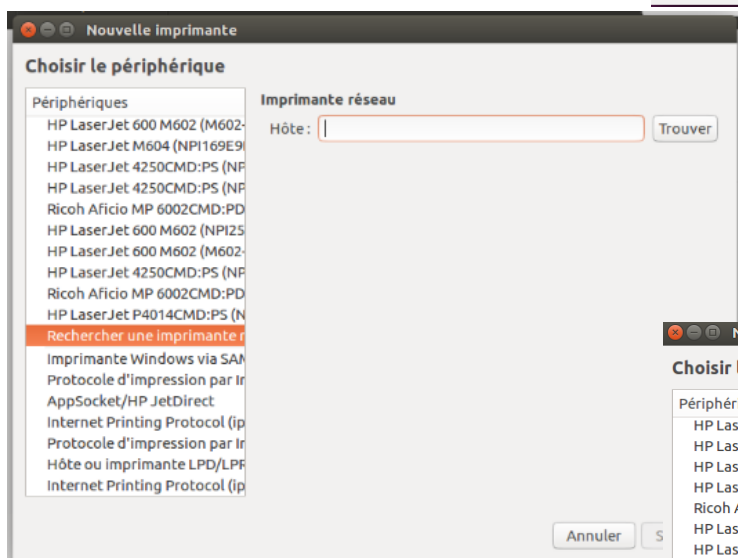 Nouvelle imprimante
Choisir le périphérique
Périphériques
HP LaserJet 600 M602 (M602-
HP LaserJet M604 (NPI169E9
HP LaserJet 4250CMD:PS (NP
HP LaserJet 4250CMD:PS (NP
Ricoh Aficio MP 6002CMD:PD
HP LaserJet 600 M602 (NPI25
HP LaserJet 600 M602 (M602-
HP LaserJet 4250CMD:PS (NP
Ricoh Aficio MP 6002CMD:PD
HP LaserJet P4014CMD:PS (N
Rechercher une imprimante r
Imprimante Windows via SAM
Protocole d'impression par In
AppSocket/HP JetDirect
Internet Printing Protocol (ip
Protocole d'impression par In
Hôte ou imprimante LPD/LPR
Internet Printing Protocol (ip
Imprimante réseau
Hôte :
Trouver
Annuler
S
N
Choisir
Périphér
HP Las
HP Las
HP Las
HP Las
Ricoh A
HP Las
HP Las